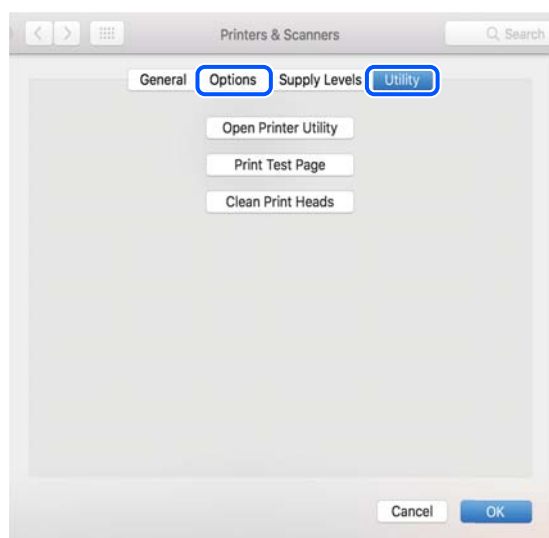 Printers & Scanners
Search
General Options Supply Levels Utility
Open Printer Utility
Print Test Page
Clean Print Heads
Cancel OK